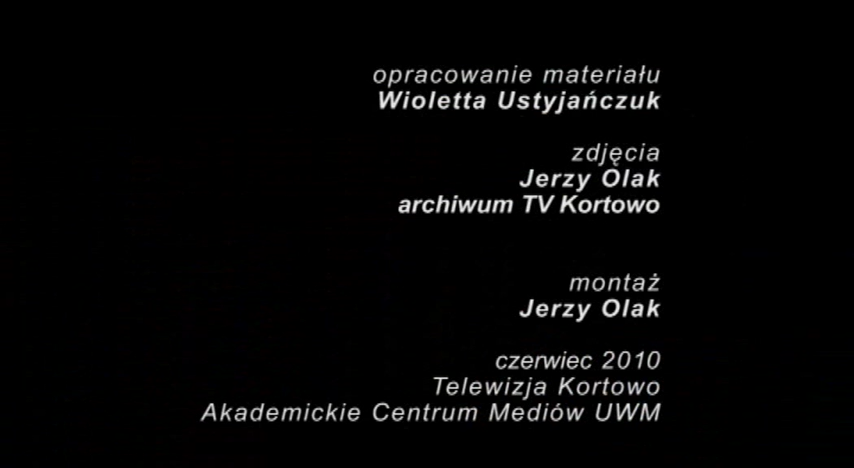 opracowanie materiału
Wioletta Ustyjańczuk
zdjęcia
Jerzy Olak
archiwum TV Kortowo
montaż
Jerzy Olak
czerwiec 2010
Telewizja Kortowo
Akademickie Centrum Mediów UWM